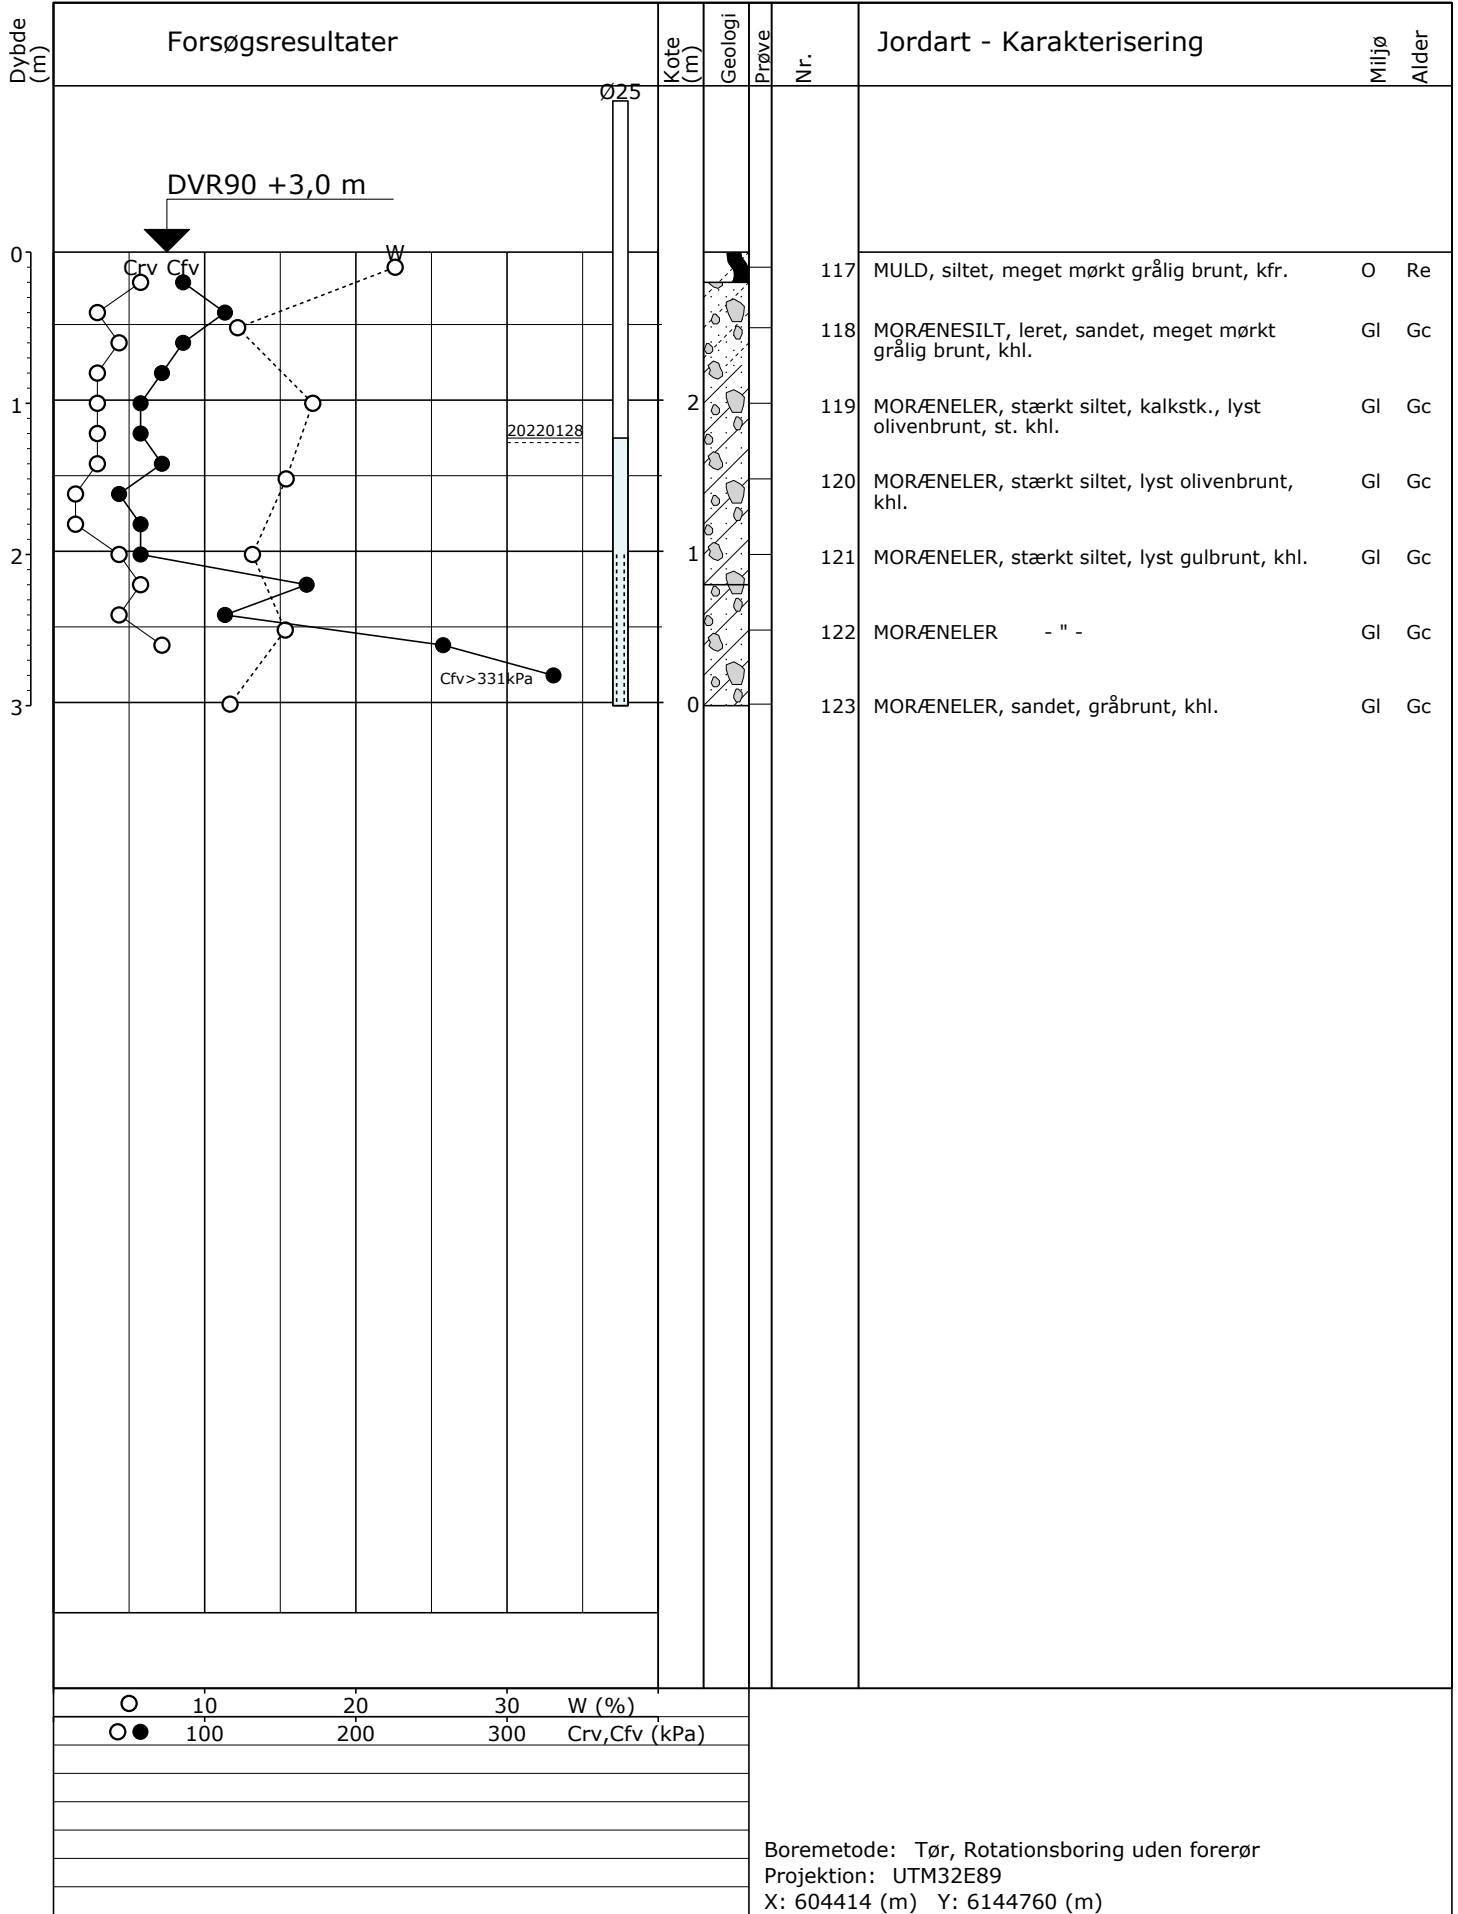 Dybde
(m)
Forsøgsresultater
Kote
(m)
Geologi
Prøve
Nr.
Jordart - Karakterisering
Miljø
Alder
Ø25
DVR90 +3,0 m
0
W
Crv Cfv
117 MULD, siltet, meget mørkt grålig brunt, kfr. O Re
118 MORÆNESILT, leret, sandet, meget mørkt Gl Gc
grålig brunt, khl.
1
2
119 MORÆNELER, stærkt siltet, kalkstk., lyst Gl Gc
olivenbrunt, st. khl.
20220128
120 MORÆNELER, stærkt siltet, lyst olivenbrunt, Gl Gc
khl.
2
1
121 MORÆNELER, stærkt siltet, lyst gulbrunt, khl. Gl Gc
122 MORÆNELER - " - Gl Gc
Cfv>331kPa
3
0
123 MORÆNELER, sandet, gråbrunt, khl. Gl Gc
10 20 30 W (%)
100 200 300 Crv,Cfv (kPa)
Boremetode: Tør, Rotationsboring uden forerør
Projektion: UTM32E89
X: 604414 (m) Y: 6144760 (m)